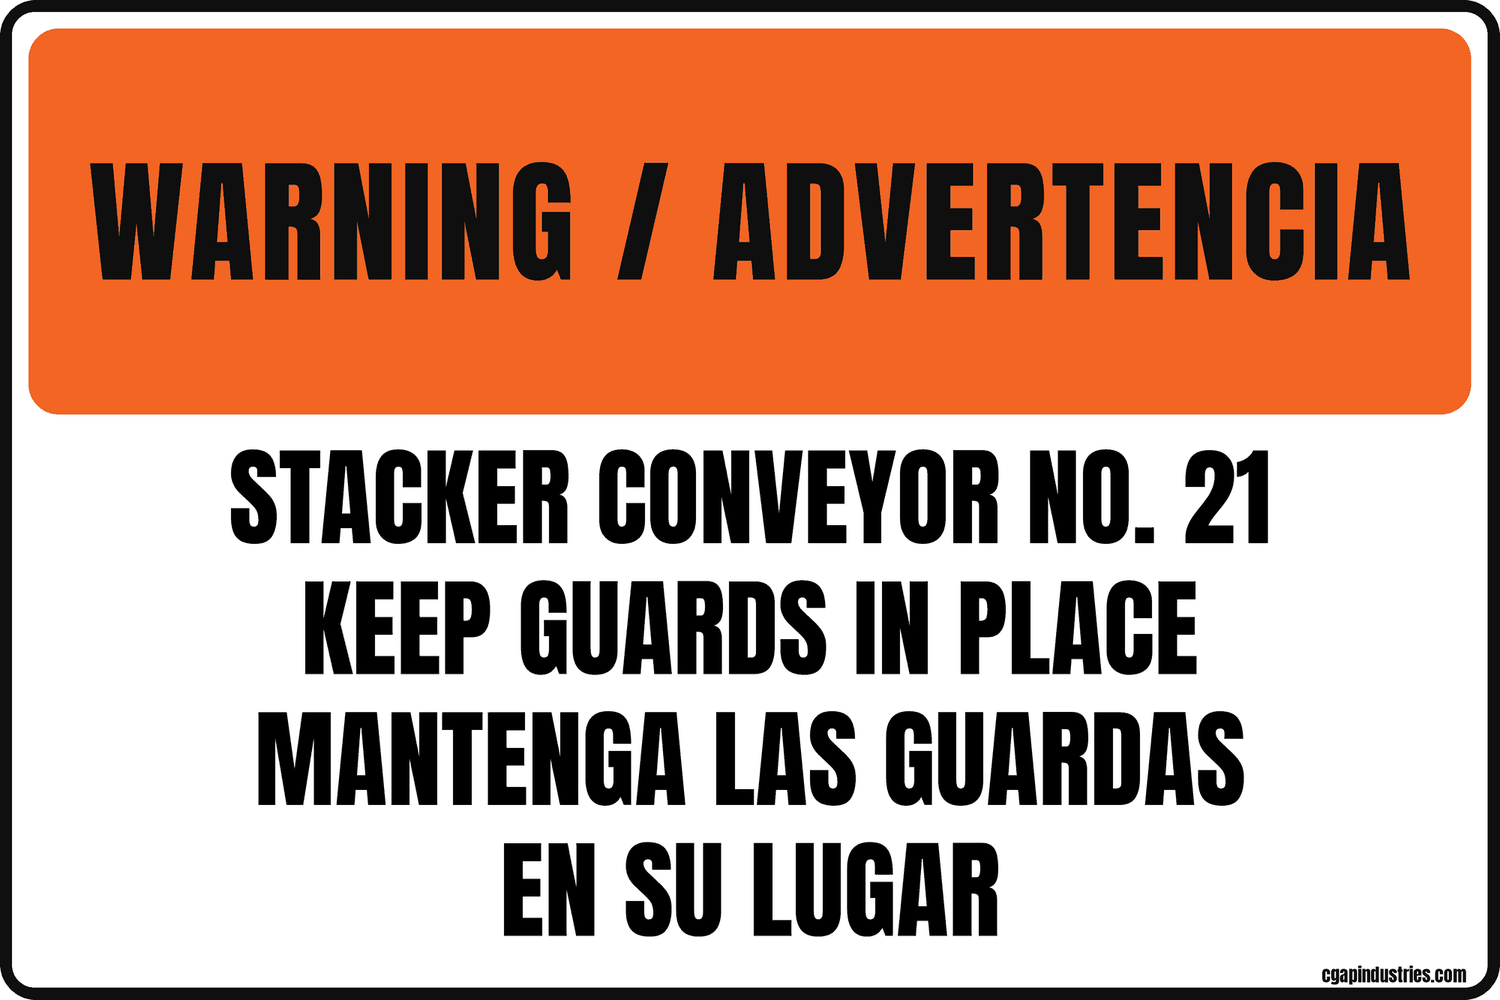 WARNING / ADVERTENCIA
STACKER CONVEYOR NO. 21
KEEP GUARDS IN PLACE
MANTENGA LAS GUARDAS
EN SU LUGAR
cgapindustries.com